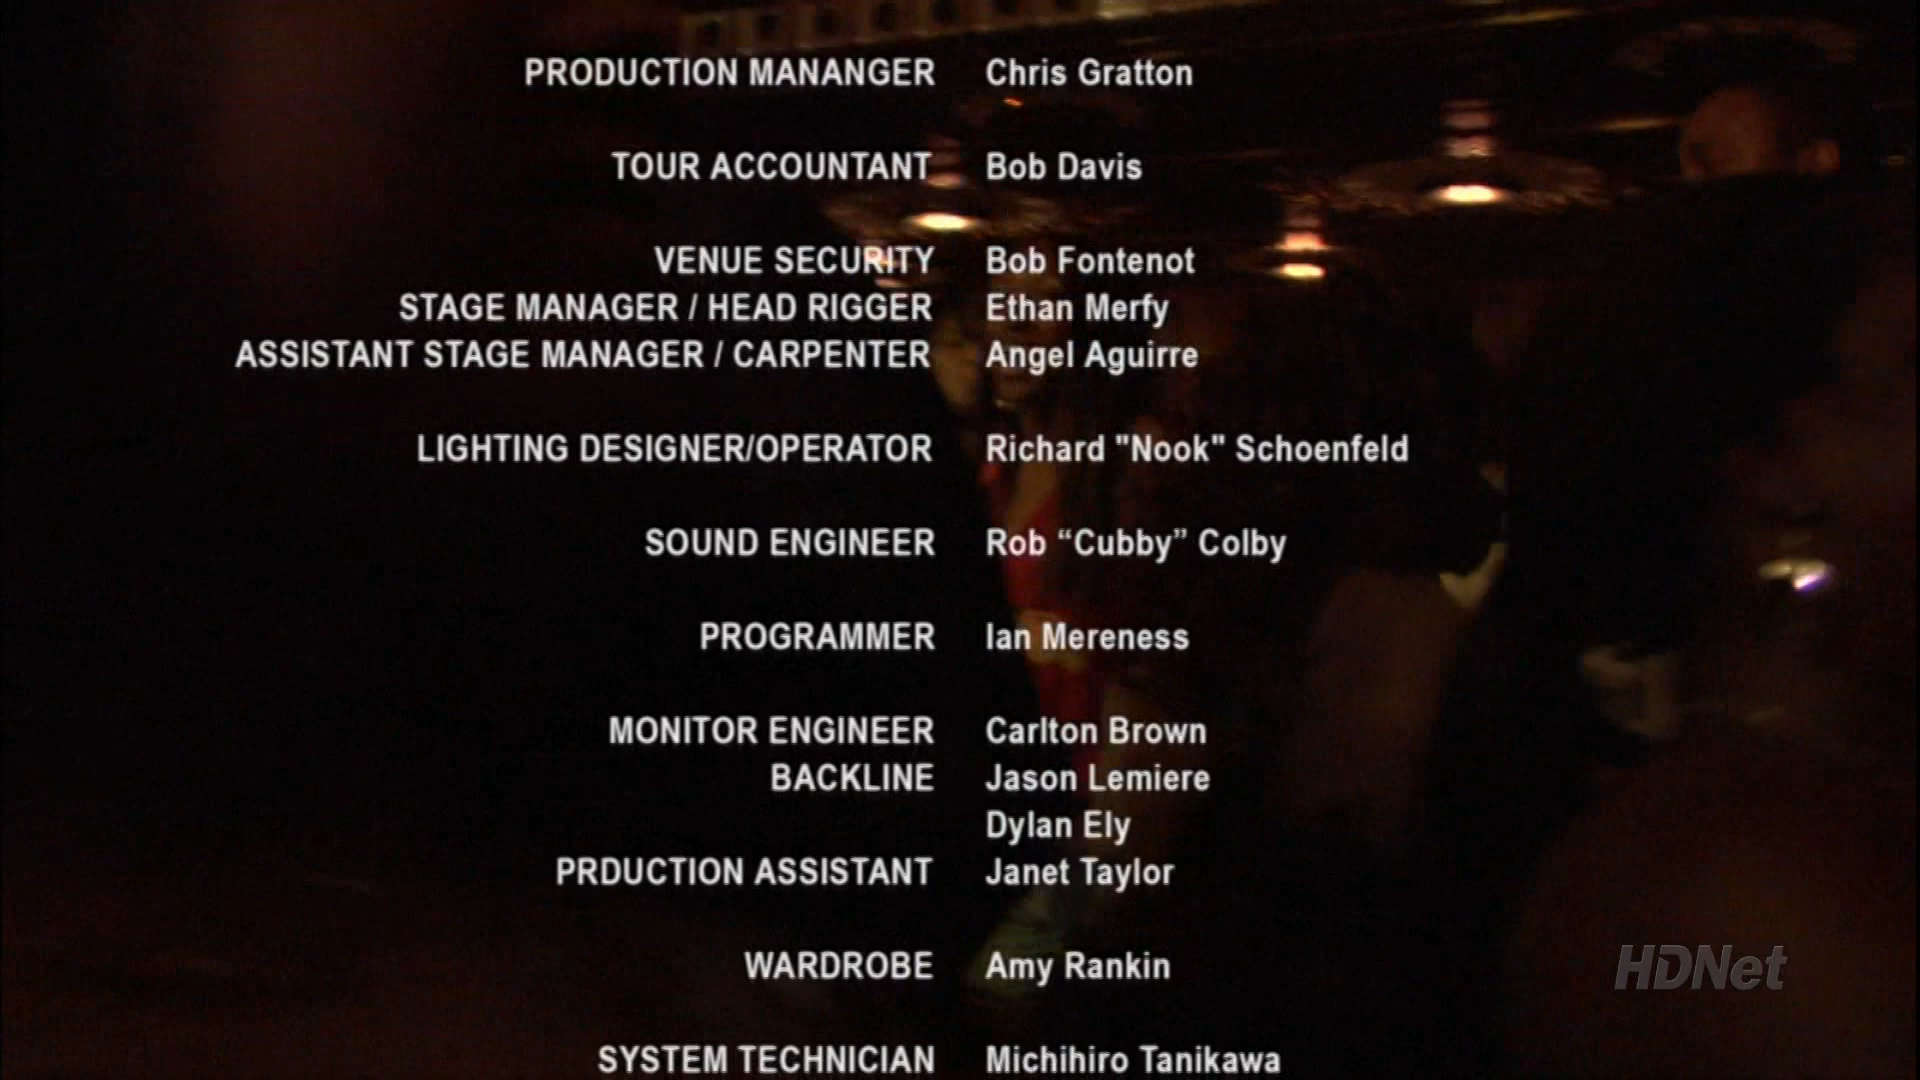 PRODUCTION MANANGER Chris Gratton
TOUR ACCOUNTANT Bob Davis
VENUE SECURITY Bob Fontenot
STAGE MANAGER / HEAD RIGGER Ethan Merfy
ASSISTANT STAGE MANAGER / CARPENTER Angel Aguirre
LIGHTING DESIGNER/OPERATOR Richard "Nook" Schoenfeld
SOUND ENGINEER Rob “Cubby” Colby
PROGRAMMER Ian Mereness
MONITOR ENGINEER Carlton Brown
BACKLINE Jason Lemiere
Dylan Ely
PRDUCTION ASSISTANT Janet Taylor
WARDROBE Amy Rankin
HDNet
SYSTEM TECHNICIAN Michihiro Tanikawa